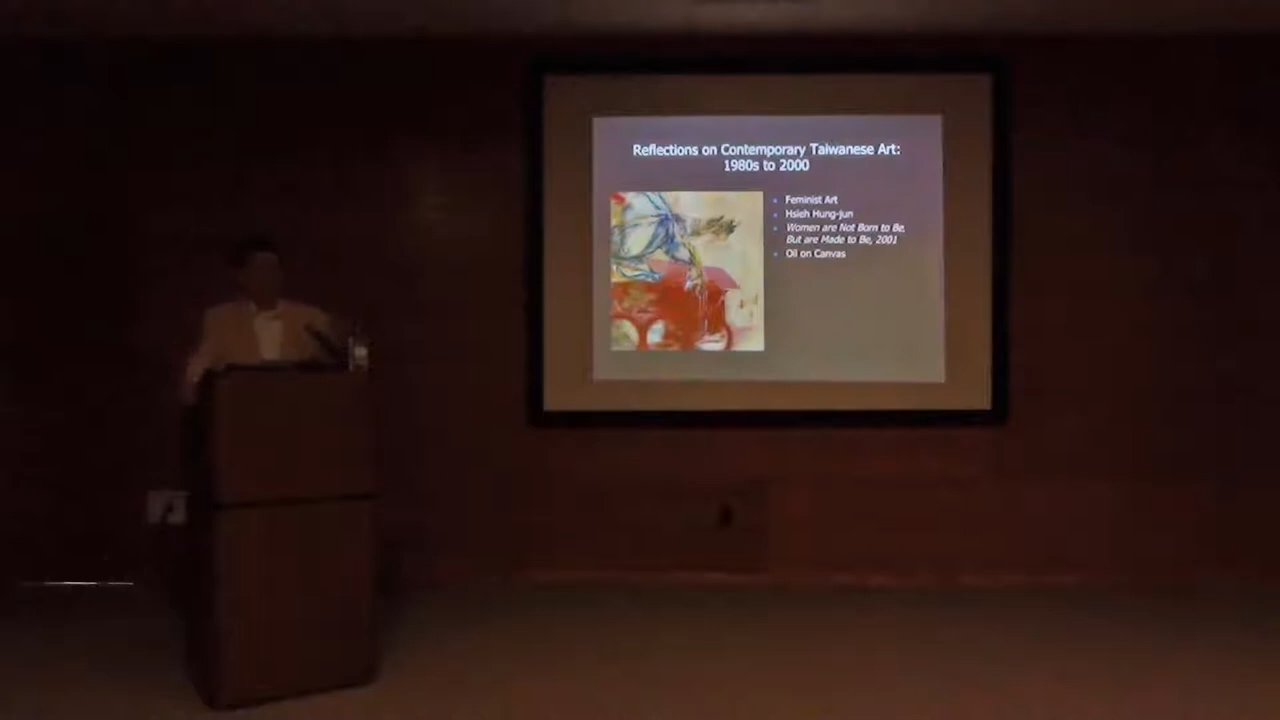 Reflections on Contemporary Taiwanese Art:
1980s to 2000
Feminist Art
Hsieh Hung-jun
Women are Not Born to Be,
But are Made to Be, 2001
Oil on Canvas